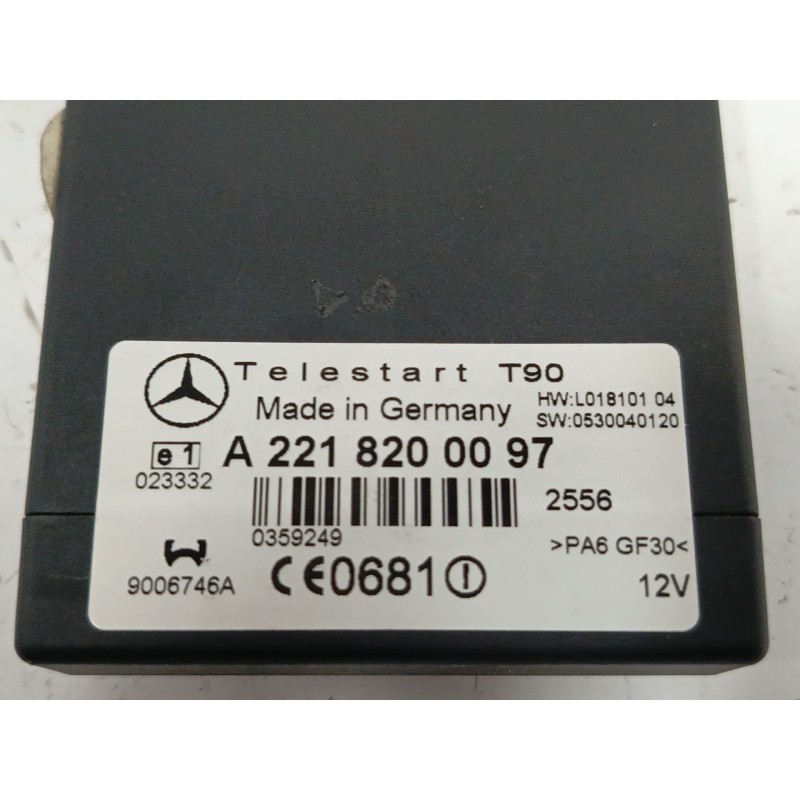 Telestart T90
HW:L018101 04
Made in Germany
SW:0530040120
e1
A 221 820 00 97
023332
2556
0359249
>PA6 GF30<
CE0681
9006746A
12V